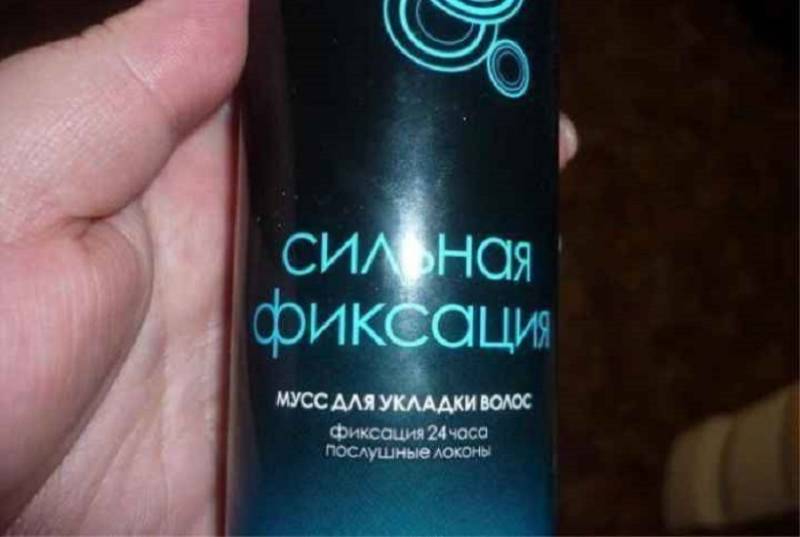 сильная
фиксация
МУСС ДЛЯ УКЛАДКИ ВОЛОС
фиксация 24 часа
послушные локоны